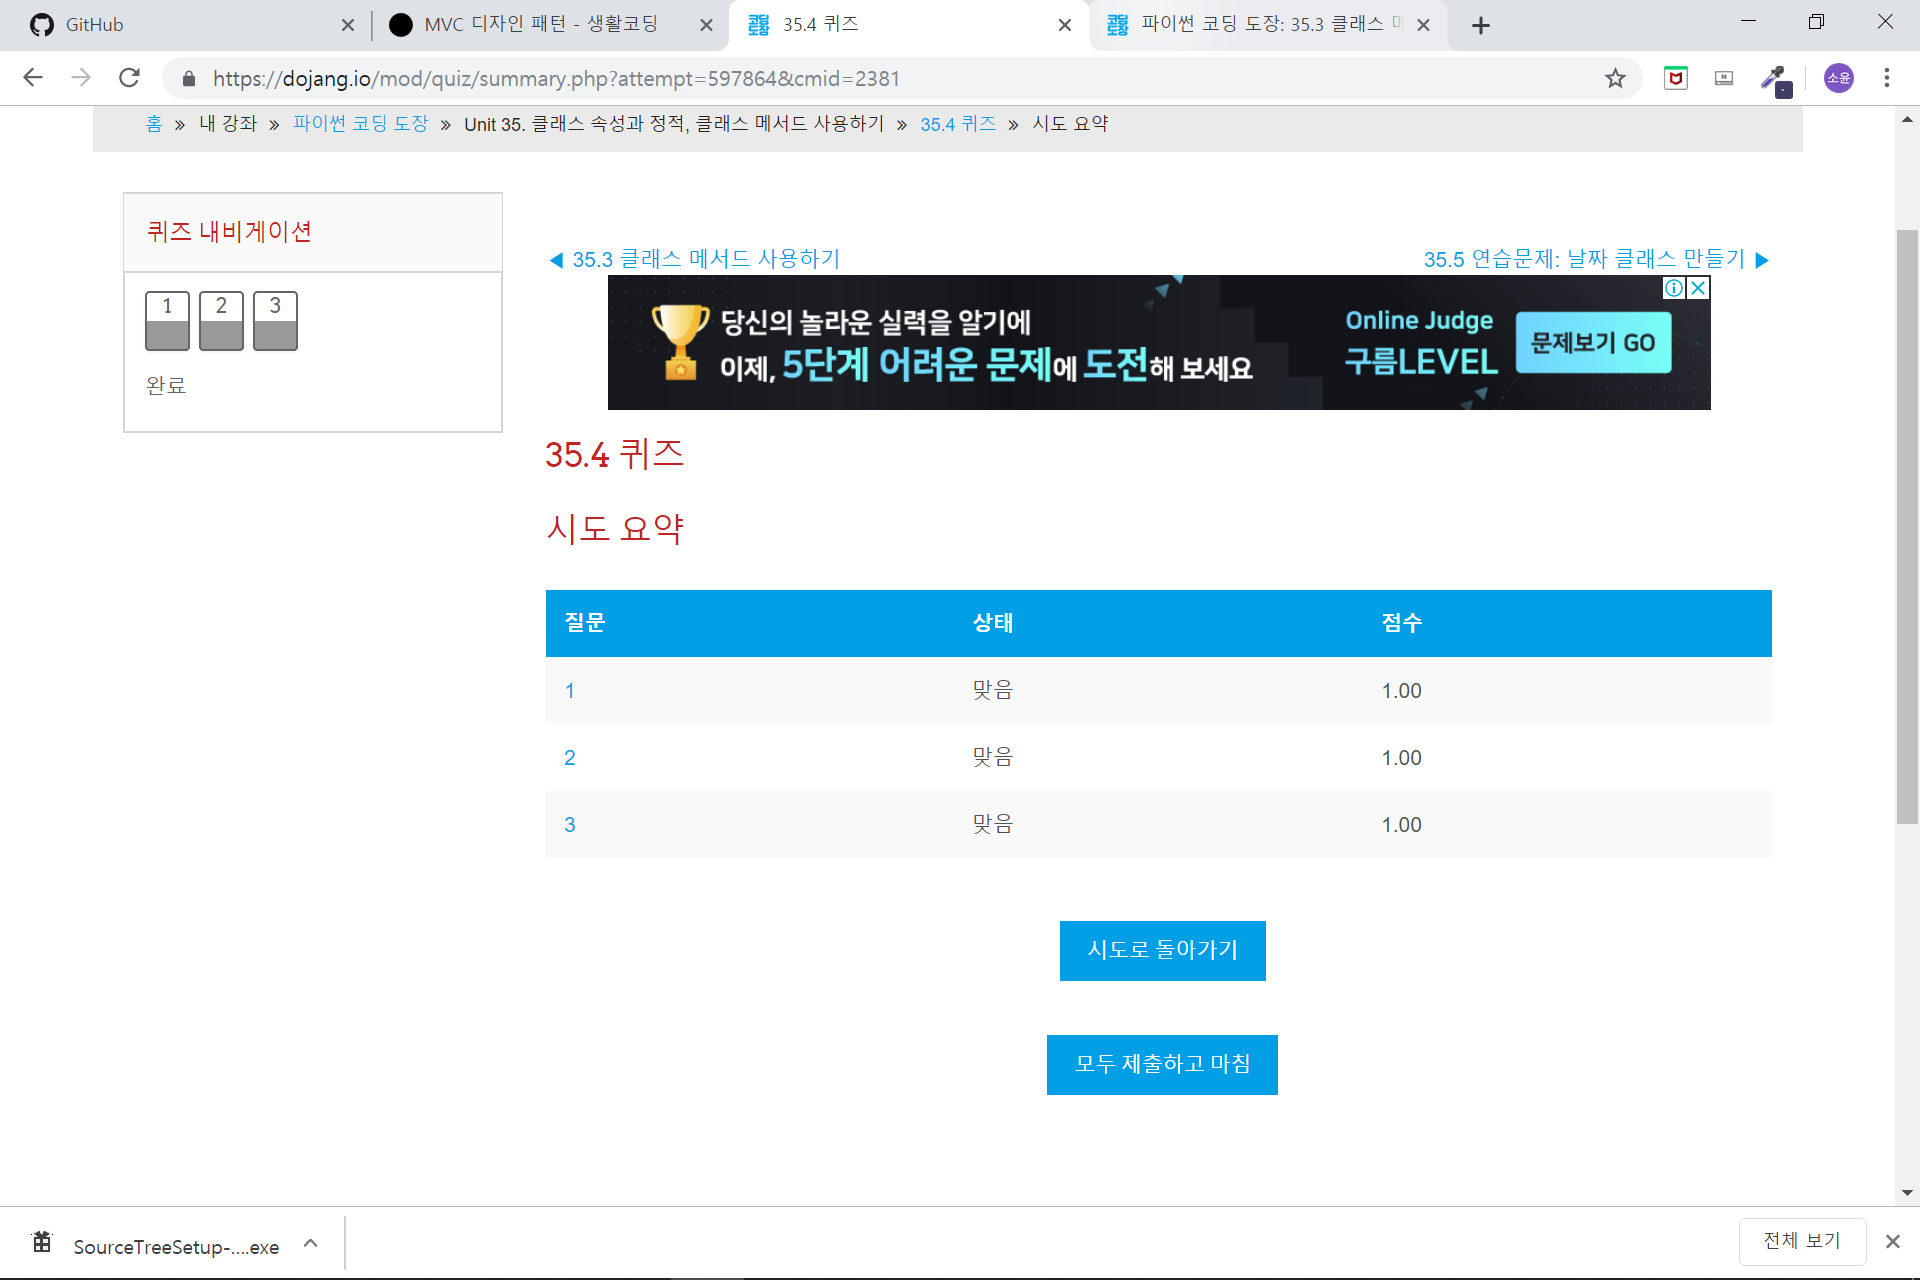 GitHub
MVC 디자인 패턴 - 생활코딩
35.4 퀴즈
파이썬 코딩 도장: 35.3 클래스
https://dojang.io/mod/quiz/summary.php?attempt=597864&cmid=2381
소윤
홈 » 내 강좌 » 파이썬 코딩 도장 » Unit 35. 클래스 속성과 정적, 클래스 메서드 사용하기 » 35.4 퀴즈 » 시도 요약
퀴즈 내비게이션
1 2 3
완료
◀ 35.3 클래스 메서드 사용하기
35.5 연습문제: 날짜 클래스 만들기 ▶
당신의 놀라운 실력을 알기에
이제, 5단계 어려운 문제에 도전해 보세요
Online Judge
구름LEVEL
문제보기 GO
35.4 퀴즈
시도 요약
질문 상태 점수
1 맞음 1.00
2 맞음 1.00
3 맞음 1.00
시도로 돌아가기
모두 제출하고 마침
SourceTreeSetup-....exe
전체 보기